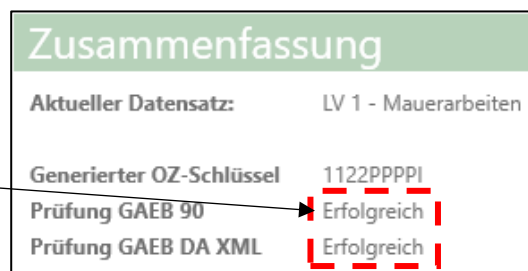 Zusammenfassung
Aktueller Datensatz: LV 1 - Mauerarbeiten
Generierter OZ-Schlüssel 1122PPPPI
Prüfung GAEB 90 Erfolgreich
Prüfung GAEB DA XML Erfolgreich